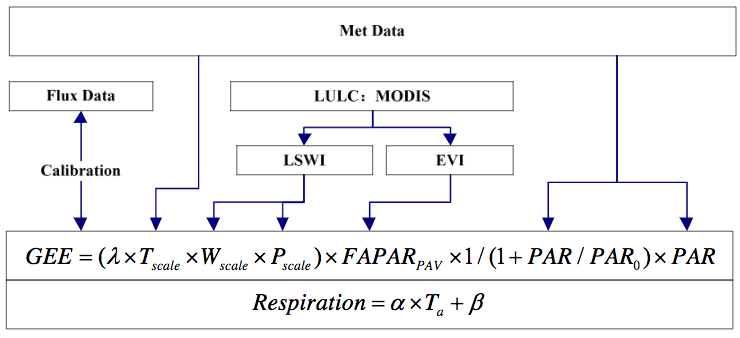 Met Data
Flux Data
LULC：MODIS
Calibration
LSWI
EVI
GEE = (λ × T_scale × W_scale × P_scale) × FAPAR_PAV × 1 / (1 + PAR / PAR_0) × PAR
Respiration = α × T_a + β